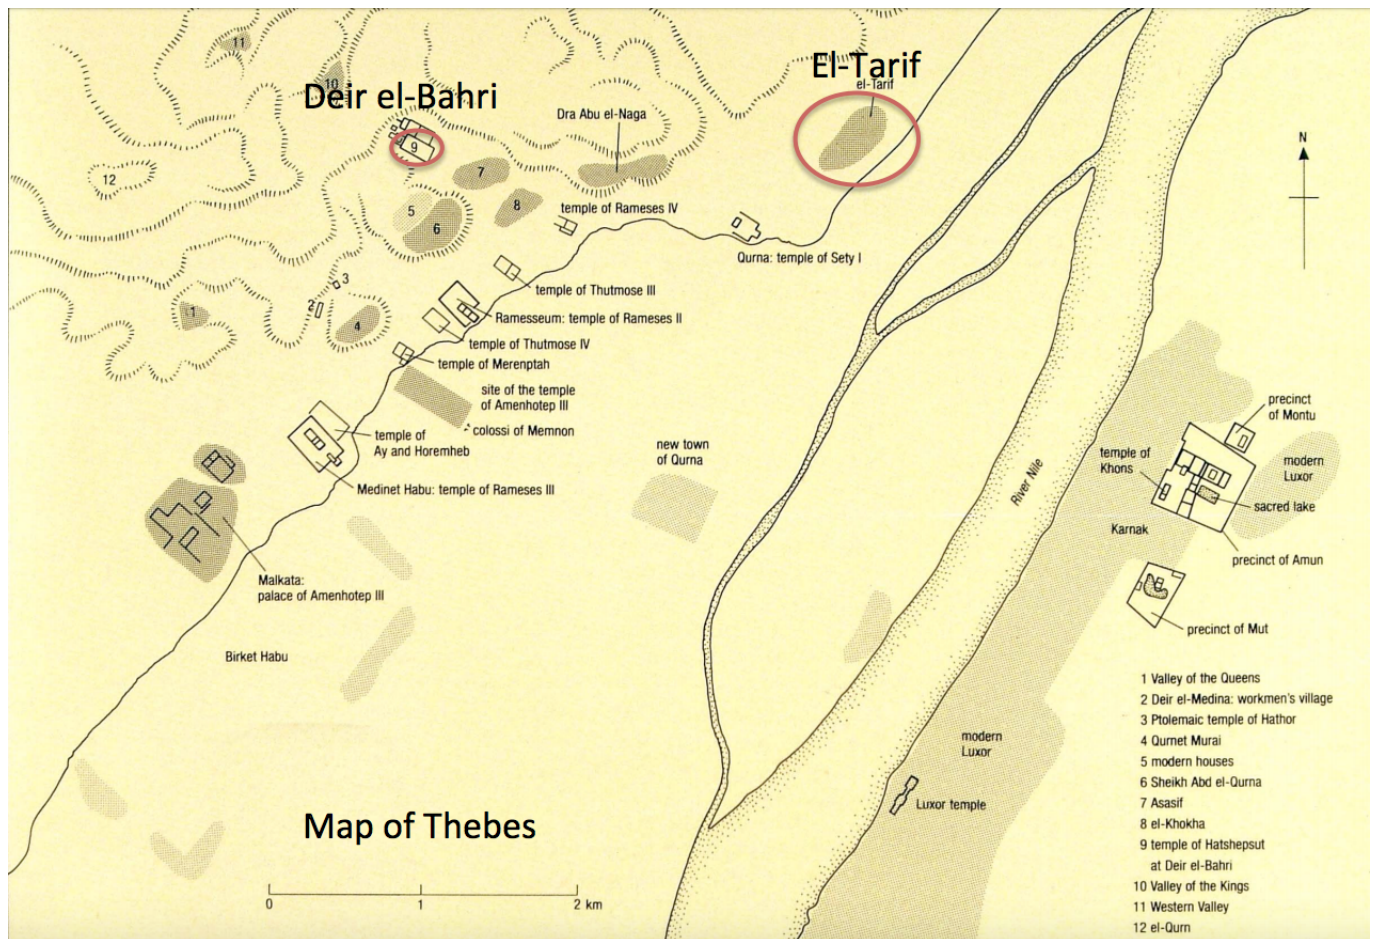 El-Tarif
el-Tarif
11
10
Deir el-Bahri
Dra Abu el-Naga
9
7
12
5
6
8
temple of Rameses IV
N
Qurna: temple of Sety I
3
2
1
4
temple of Thutmose III
Ramesseum: temple of Rameses II
temple of Thutmose IV
temple of Merenptah
site of the temple
of Amenhotep III
colossi of Memnon
temple of
Ay and Horemheb
Medinet Habu: temple of Rameses III
new town
of Qurna
River Nile
precinct
of Montu
temple of
Khons
modern
Luxor
sacred lake
Karnak
precinct of Amun
precinct of Mut
Malkata:
palace of Amenhotep III
Birket Habu
modern
Luxor
Luxor temple
Map of Thebes
0 1 2 km
1 Valley of the Queens
2 Deir el-Medina: workmen's village
3 Ptolemaic temple of Hathor
4 Qurnet Murai
5 modern houses
6 Sheikh Abd el-Qurna
7 Asasif
8 el-Khokha
9 temple of Hatshepsut
at Deir el-Bahri
10 Valley of the Kings
11 Western Valley
12 el-Qurn